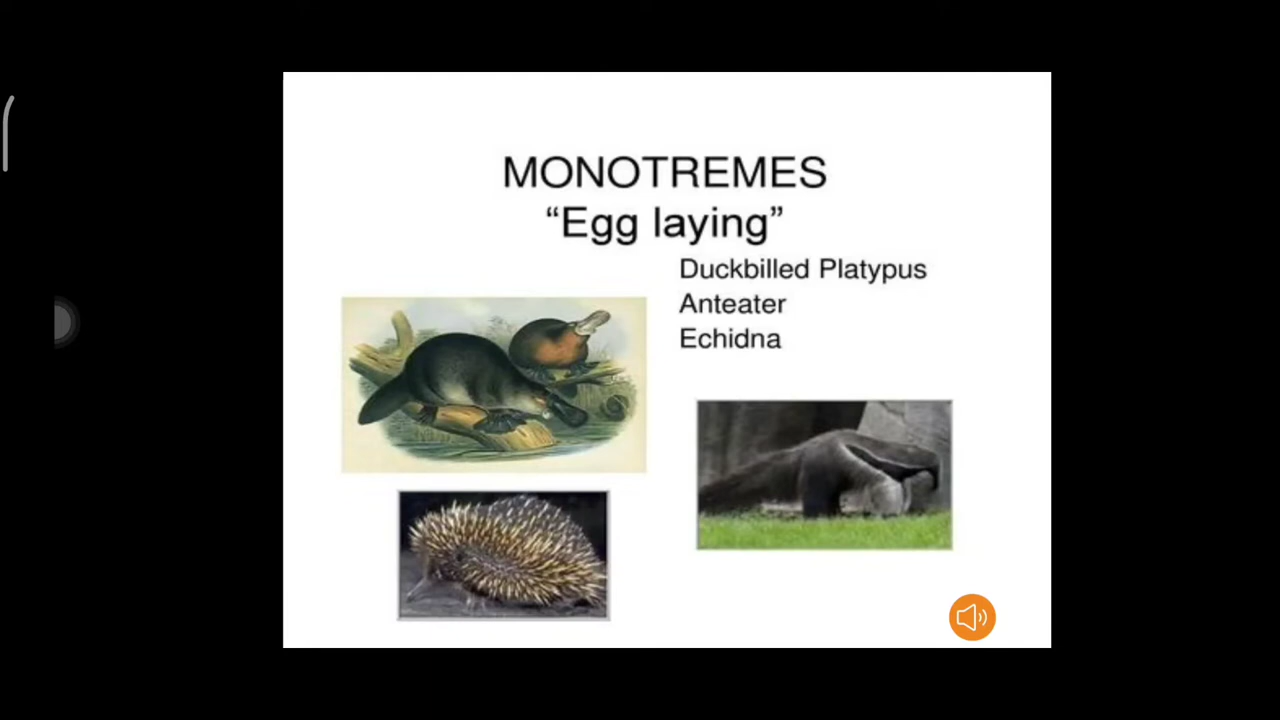 MONOTREMES
“Egg laying”
Duckbilled Platypus
Anteater
Echidna